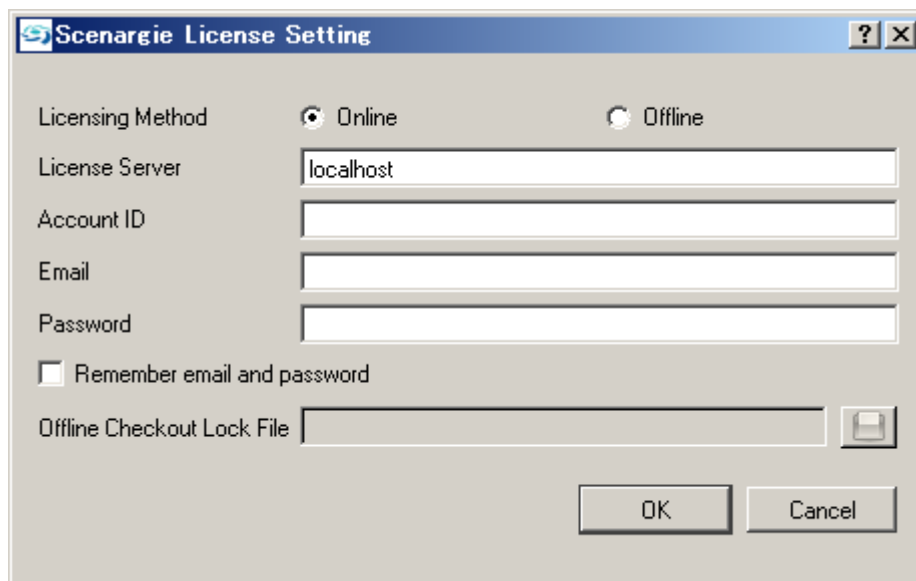 Scenargie License Setting
Licensing Method Online Offline
License Server localhost
Account ID
Email
Password
Remember email and password
Offline Checkout Lock File
OK Cancel